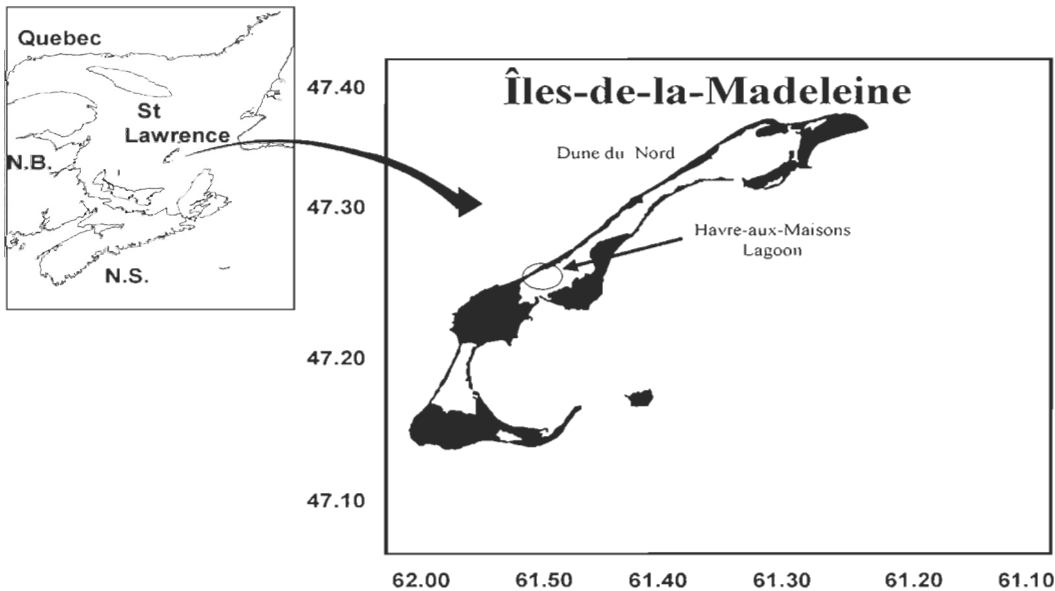 Quebec
St
Lawrence
N.B.
N.S.
Îles-de-la-Madeleine
Dune du Nord
Havre-aux-Maisons
Lagoon
47.40
47.30
47.20
47.10
62.00 61.50 61.40 61.30 61.20 61.10